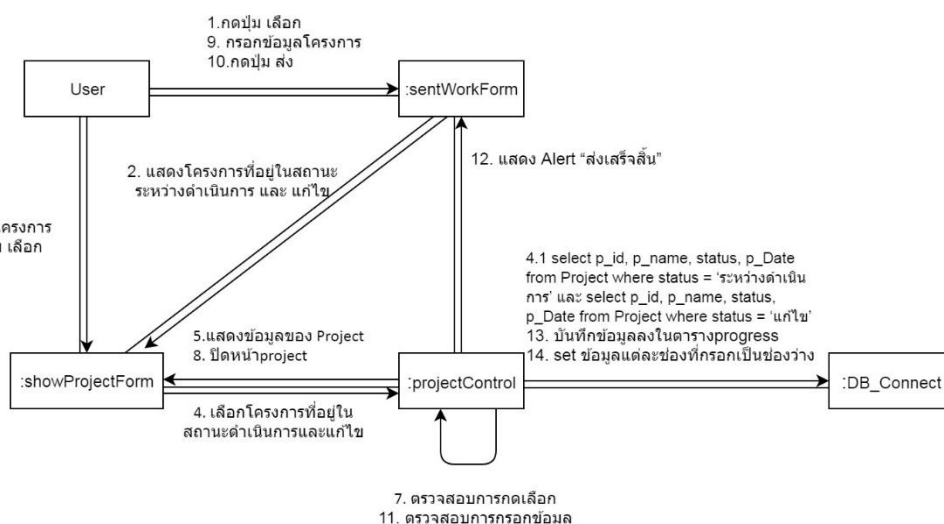 1.กดปุ่ม เลือก
9. กรอกข้อมูลโครงการ
10.กดปุ่ม ส่ง
User
:sentWorkForm
2. แสดงโครงการที่อยู่ในสถานะ
ระหว่างดำเนินการ และ แก้ไข
12. แสดง Alert “ส่งเสร็จสิ้น”
เลือก
4.1 select p_id, p_name, status, p_Date
from Project where status = ‘ระหว่างดำเนิน
การ’ และ select p_id, p_name, status,
p_Date from Project where status = ‘แก้ไข’
13. บันทึกข้อมูลลงในตารางprogress
14. set ข้อมูลแต่ละช่องที่กรอกเป็นช่องว่าง
5.แสดงข้อมูลของ Project
8. ปิดหน้าproject
:showProjectForm
:projectControl
:DB_Connect
4. เลือกโครงการที่อยู่ใน
สถานะดำเนินการและแก้ไข
7. ตรวจสอบการกดเลือก
11. ตรวจสอบการกรอกข้อมูล